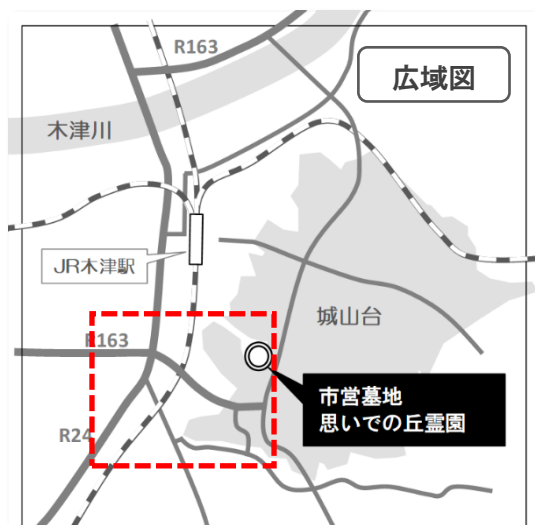 R163
広域図
木津川
JR木津駅
城山台
R163
市営墓地
思いでの丘霊園
R24